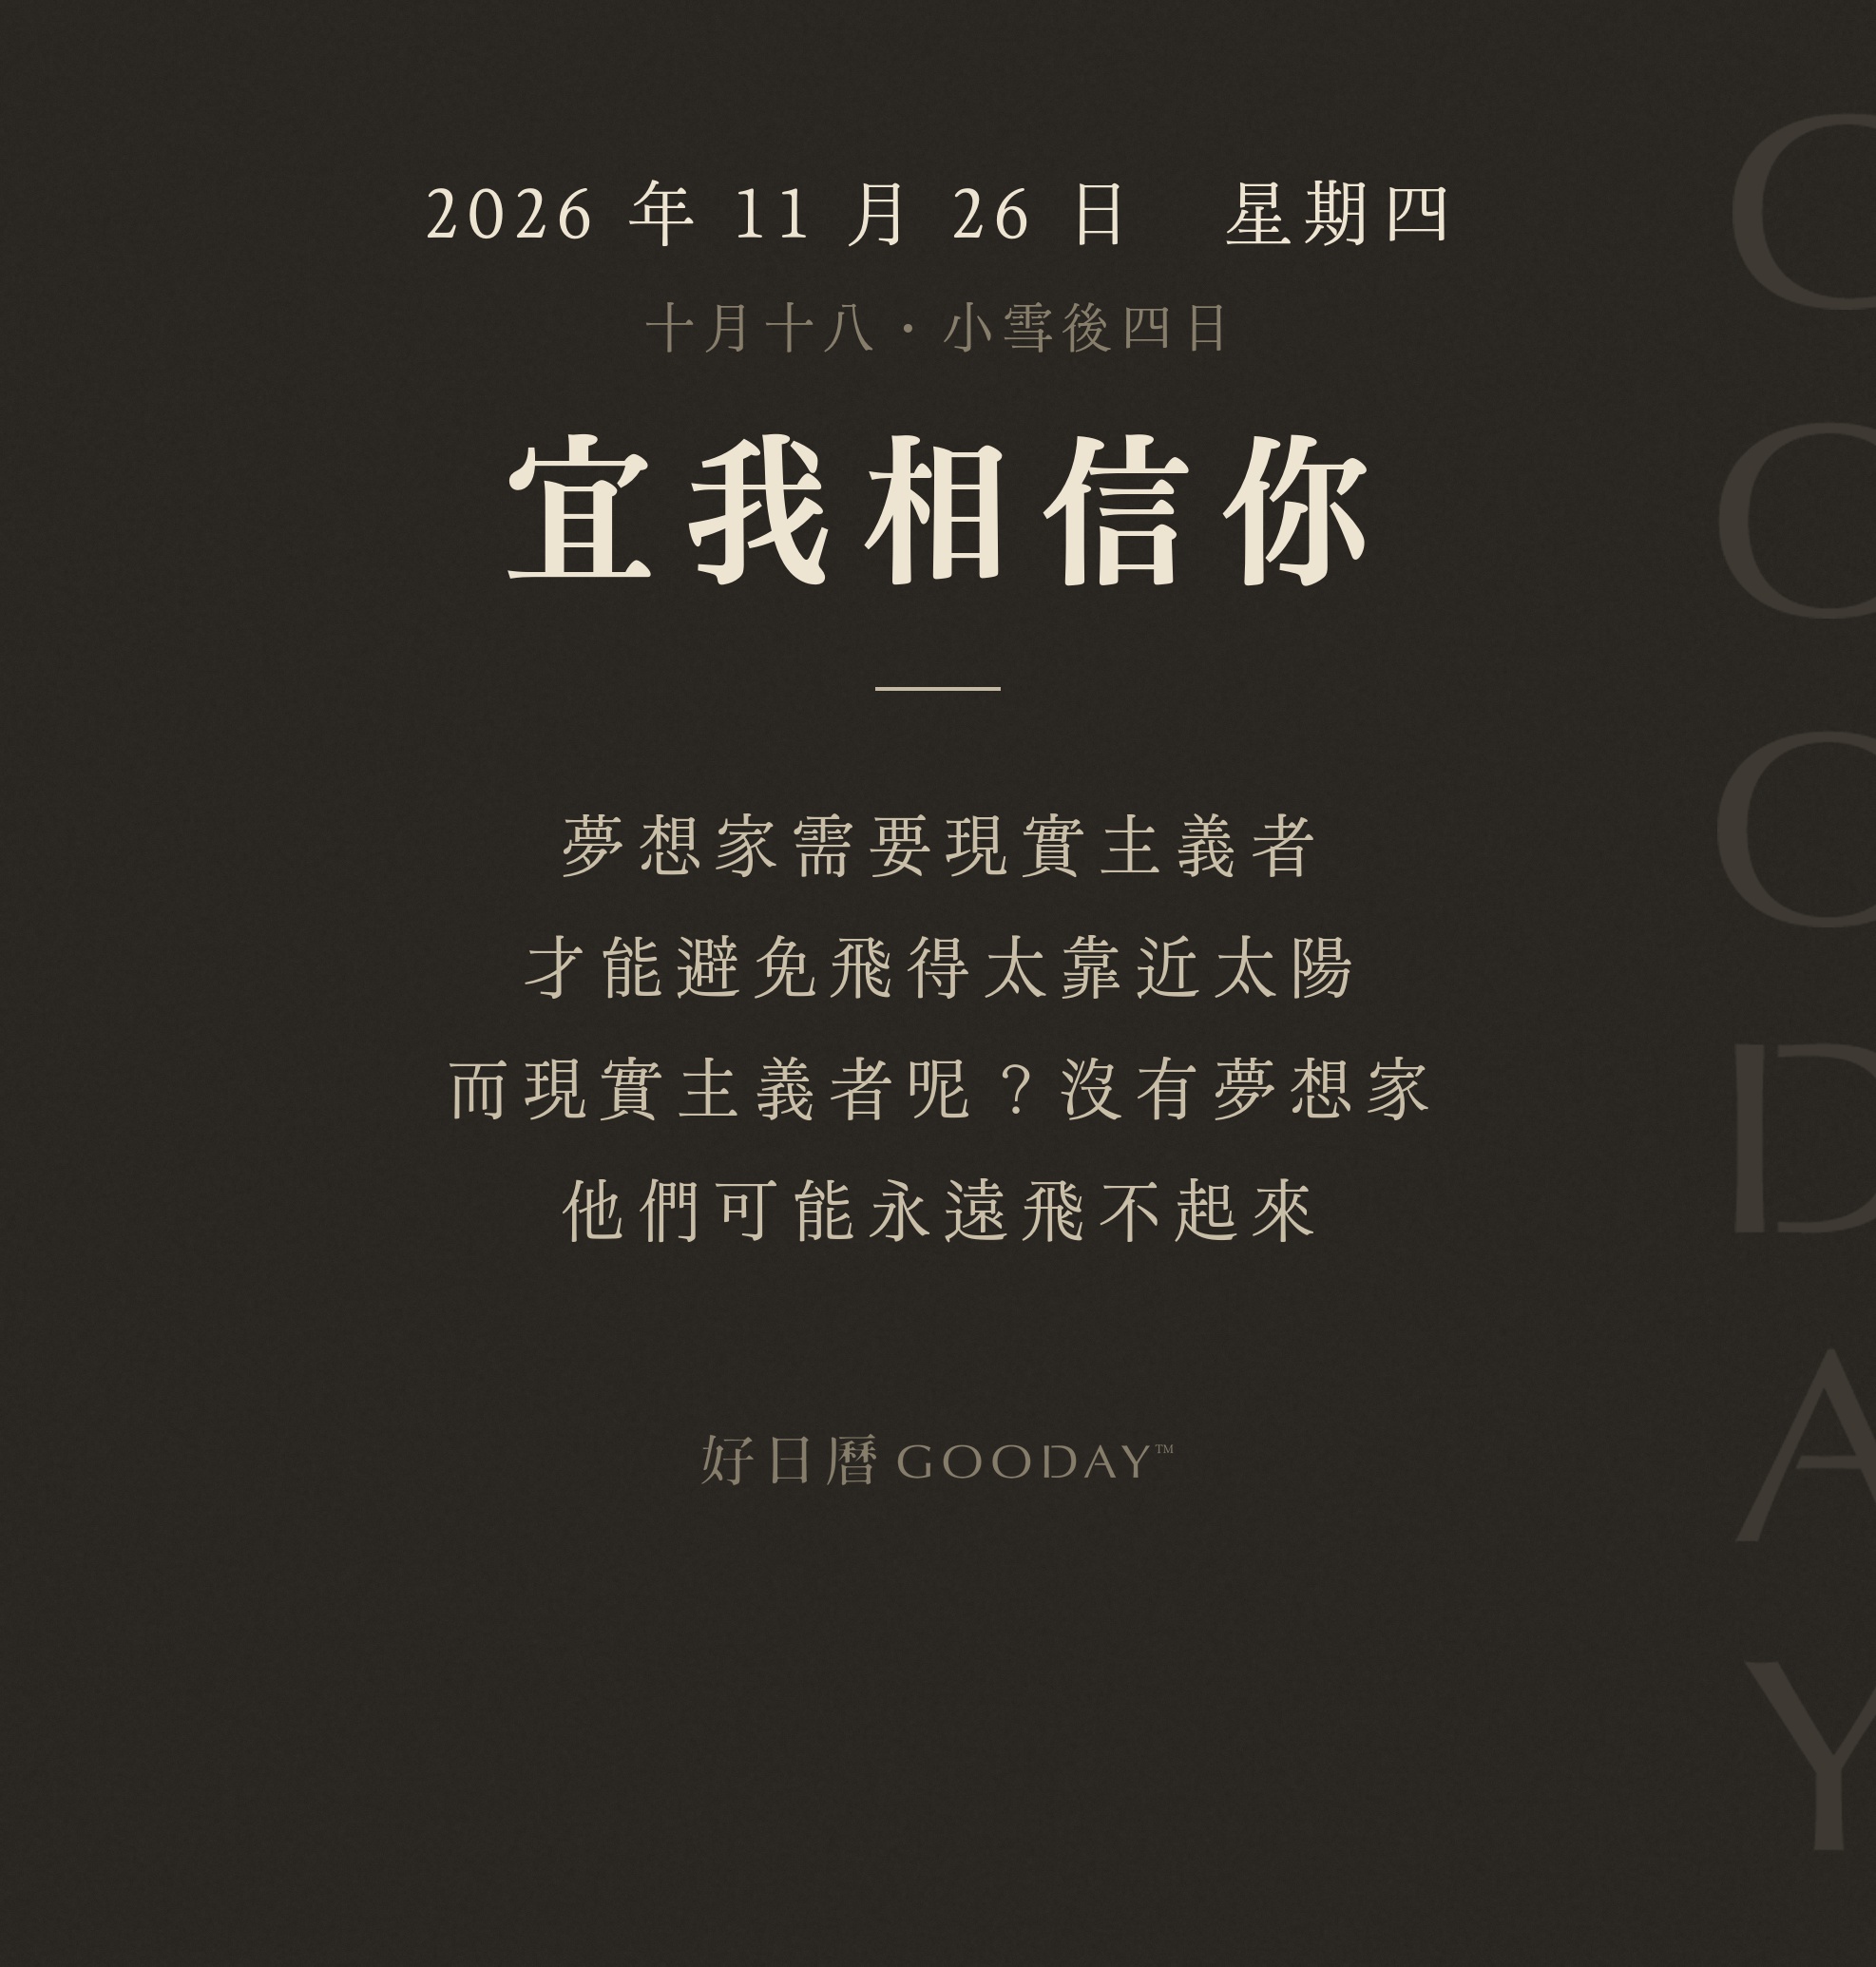 2026 年 11 月 26 日　星期四
十月十八・小雪後四日
宜我相信你
夢想家需要現實主義者
才能避免飛得太靠近太陽
而現實主義者呢？沒有夢想家
他們可能永遠飛不起來
好日曆 GOODAY™
GOODAY